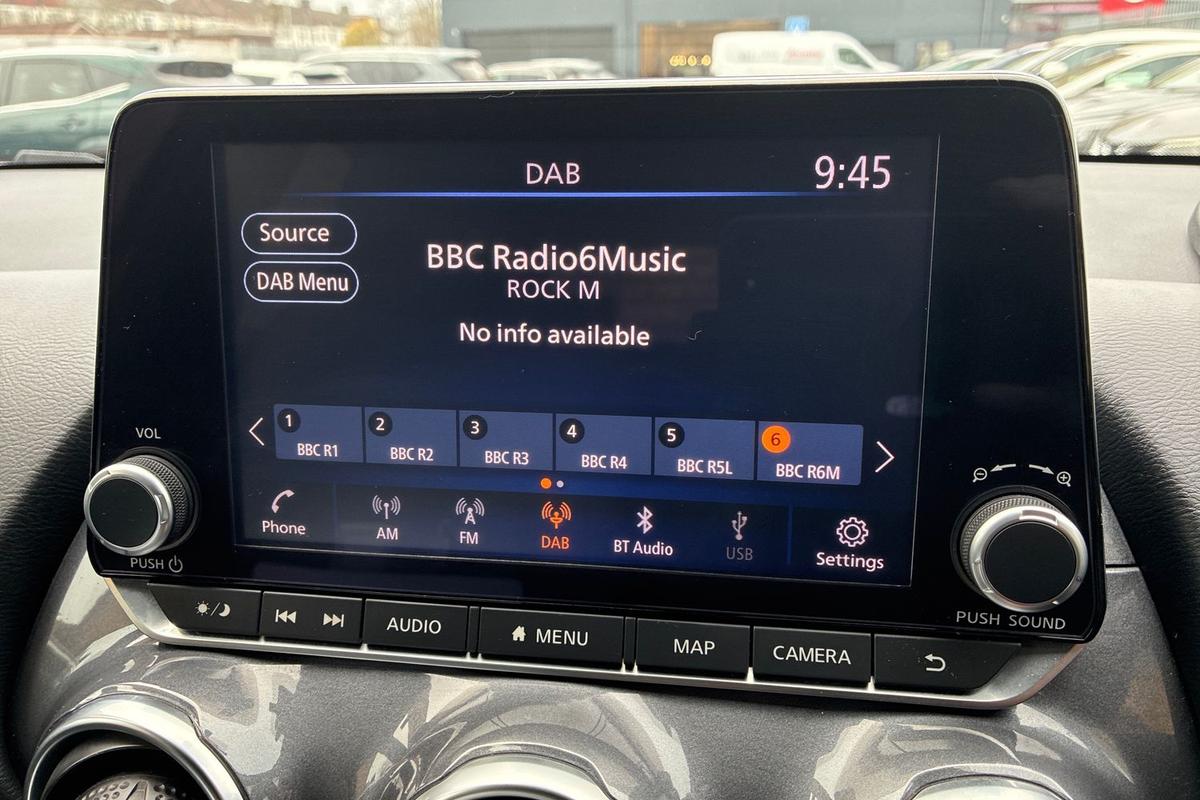 DAB
9:45
Source
DAB Menu
BBC Radio6Music
ROCK M
No info available
1
BBC R1
2
BBC R2
3
BBC R3
4
BBC R4
5
BBC R5L
6
BBC R6M
Phone
AM
FM
DAB
BT Audio
USB
Settings
VOL
PUSH
PUSH SOUND
AUDIO
MENU
MAP
CAMERA